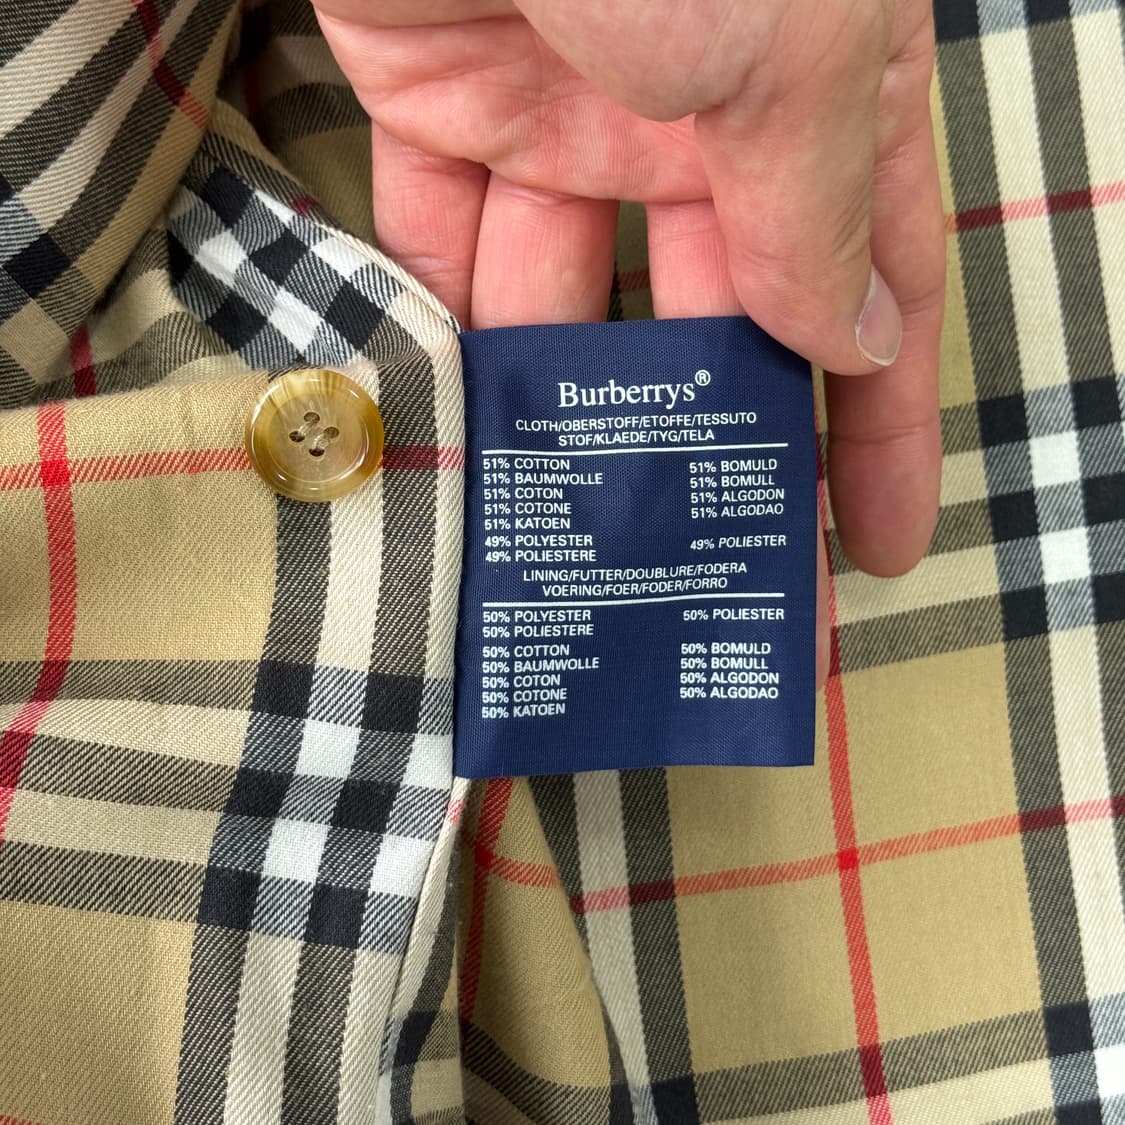 Burberrys®
CLOTH/OBERSTOFF/ETOFFE/TESSUTO
STOF/KLAEDE/TYG/TELA
51% COTTON 51% BOMULD
51% BAUMWOLLE 51% BOMULL
51% COTON 51% ALGODON
51% COTONE 51% ALGODAO
51% KATOEN
49% POLYESTER 49% POLIESTER
49% POLIESTERE
LINING/FUTTER/DOUBLURE/FODERA
VOERING/FOER/FODER/FORRO
50% POLYESTER 50% POLIESTER
50% POLIESTERE
50% COTTON 50% BOMULD
50% BAUMWOLLE 50% BOMULL
50% COTON 50% ALGODON
50% COTONE 50% ALGODAO
50% KATOEN